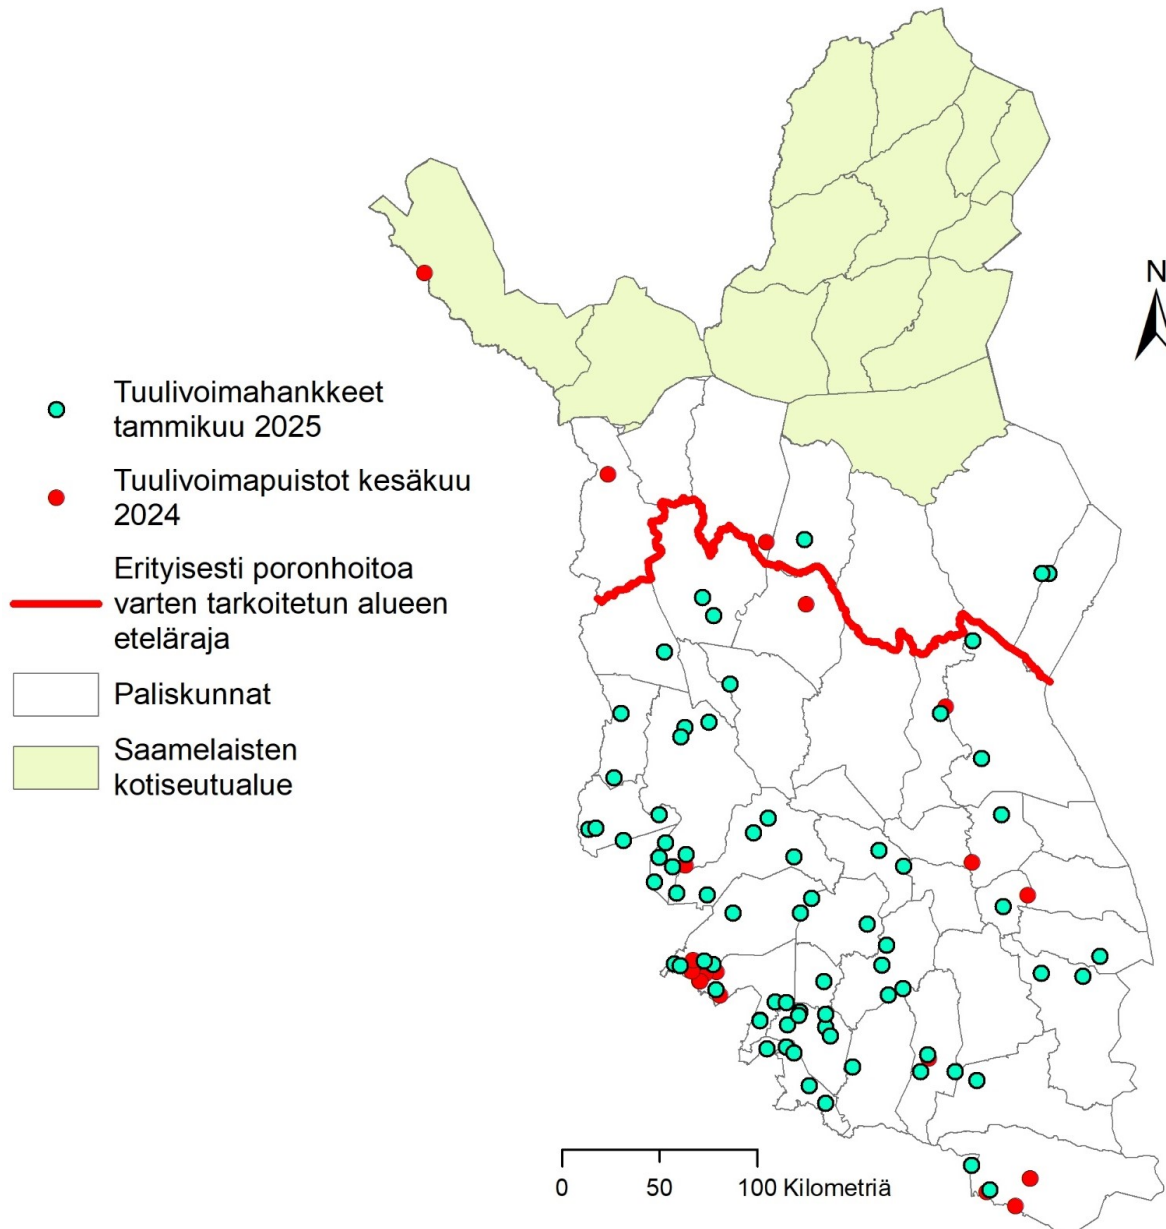 N
Tuulivoimahankkeet
tammikuu 2025
Tuulivoimapuistot kesäkuu
2024
Erityisesti poronhoitoa
varten tarkoitetun alueen
eteläraja
Paliskunnat
Saamelaisten
kotiseutualue
0 50 100 Kilometriä